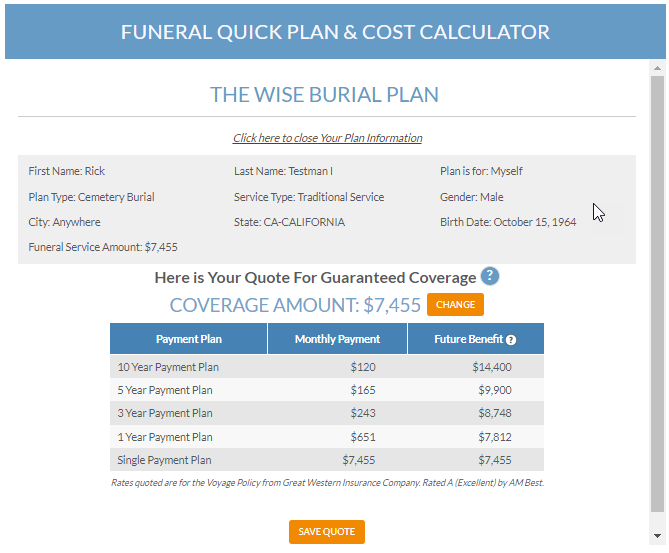 FUNERAL QUICK PLAN & COST CALCULATOR
THE WISE BURIAL PLAN
Click here to close Your Plan Information
First Name: Rick Last Name: Testman I Plan is for: Myself
Plan Type: Cemetery Burial Service Type: Traditional Service Gender: Male
City: Anywhere State: CA-CALIFORNIA Birth Date: October 15, 1964
Funeral Service Amount: $7,455
Here is Your Quote For Guaranteed Coverage ?
COVERAGE AMOUNT: $7,455 CHANGE
Payment Plan Monthly Payment Future Benefit ?
10 Year Payment Plan $120 $14,400
5 Year Payment Plan $165 $9,900
3 Year Payment Plan $243 $8,748
1 Year Payment Plan $651 $7,812
Single Payment Plan $7,455 $7,455
Rates quoted are for the Voyage Policy from Great Western Insurance Company. Rated A (Excellent) by AM Best.
SAVE QUOTE